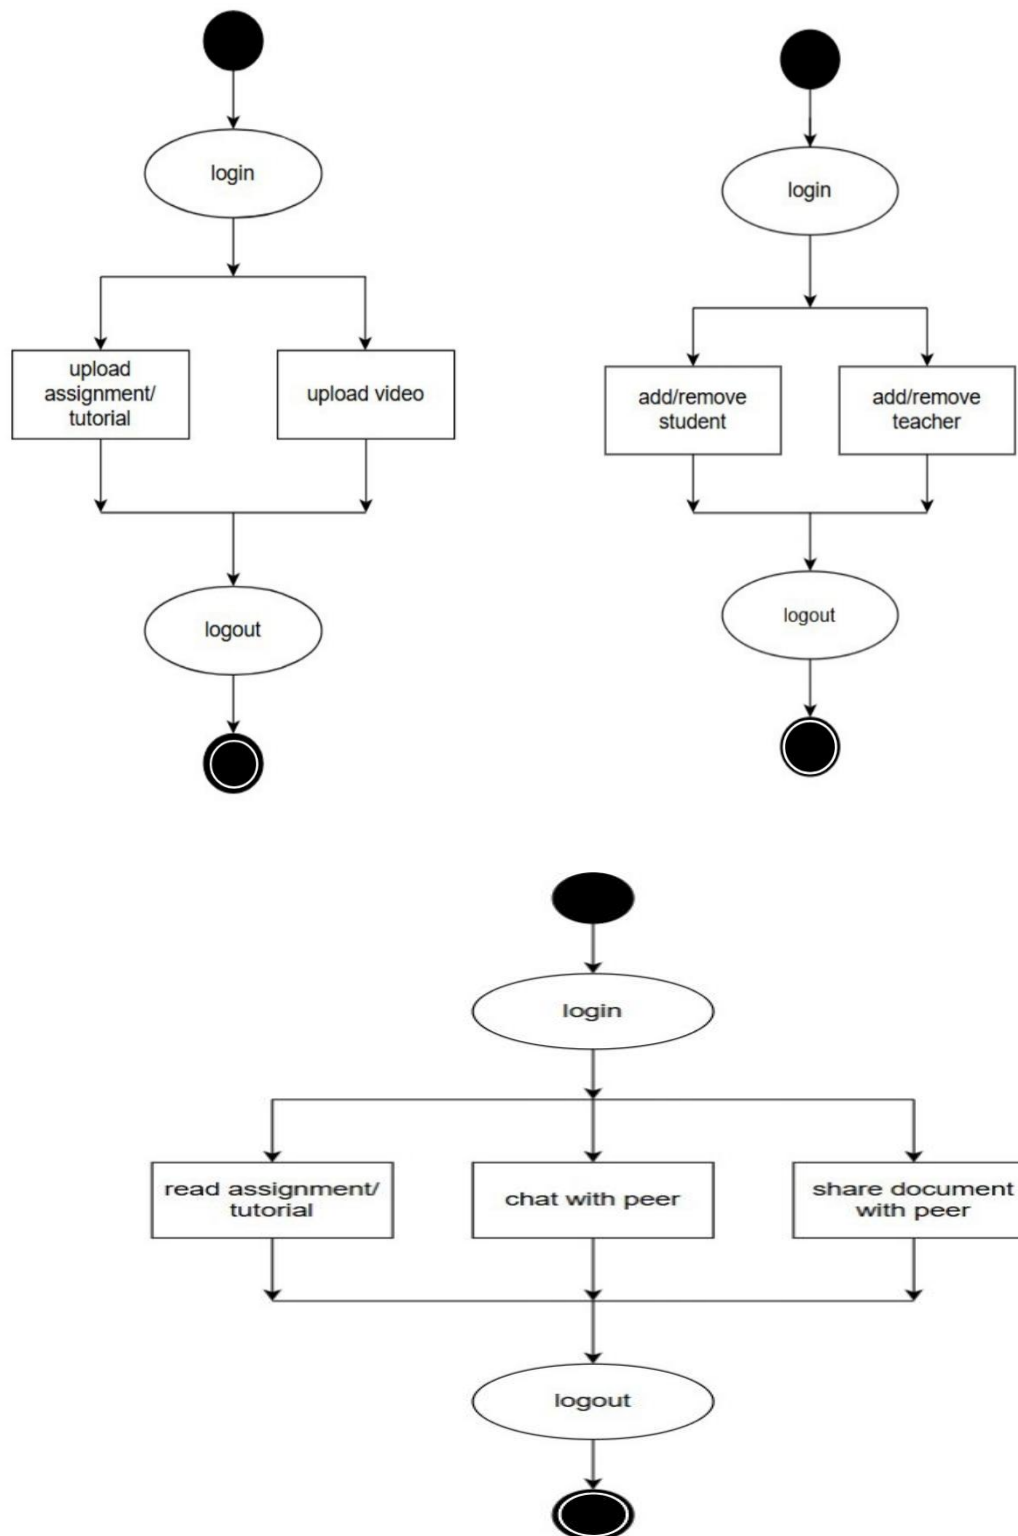 login
upload
assignment/
tutorial
upload video
logout
login
add/remove
student
add/remove
teacher
logout
login
read assignment/
tutorial
chat with peer
share document
with peer
logout